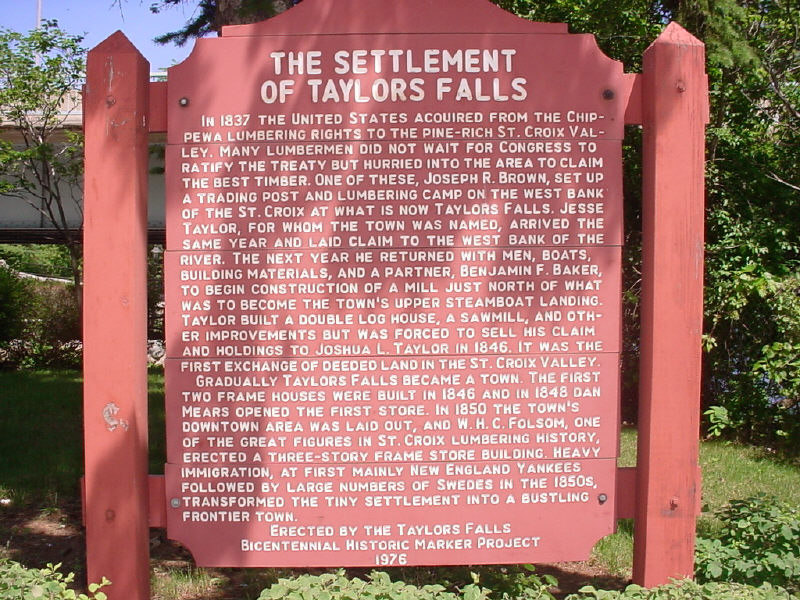 THE SETTLEMENT
OF TAYLORS FALLS
IN 1837 THE UNITED STATES ACQUIRED FROM THE CHIP-
PEWA LUMBERING RIGHTS TO THE PINE-RICH ST. CROIX VAL-
LEY. MANY LUMBERMEN DID NOT WAIT FOR CONGRESS TO
RATIFY THE TREATY BUT HURRIED INTO THE AREA TO CLAIM
THE BEST TIMBER. ONE OF THESE, JOSEPH R. BROWN, SET UP
A TRADING POST AND LUMBERING CAMP ON THE WEST BANK
OF THE ST. CROIX AT WHAT IS NOW TAYLORS FALLS. JESSE
TAYLOR, FOR WHOM THE TOWN WAS NAMED, ARRIVED THE
SAME YEAR AND LAID CLAIM TO THE WEST BANK OF THE
RIVER. THE NEXT YEAR HE RETURNED WITH MEN, BOATS,
BUILDING MATERIALS, AND A PARTNER, BENJAMIN F. BAKER,
TO BEGIN CONSTRUCTION OF A MILL JUST NORTH OF WHAT
WAS TO BECOME THE TOWN'S UPPER STEAMBOAT LANDING.
TAYLOR BUILT A DOUBLE LOG HOUSE, A SAWMILL, AND OTH-
ER IMPROVEMENTS BUT WAS FORCED TO SELL HIS CLAIM
AND HOLDINGS TO JOSHUA L. TAYLOR IN 1846. IT WAS THE
FIRST EXCHANGE OF DEEDED LAND IN THE ST. CROIX VALLEY.
GRADUALLY TAYLORS FALLS BECAME A TOWN. THE FIRST
TWO FRAME HOUSES WERE BUILT IN 1846 AND IN 1848 DAN
MEARS OPENED THE FIRST STORE. IN 1850 THE TOWN'S
DOWNTOWN AREA WAS LAID OUT, AND W. H. C. FOLSOM, ONE
OF THE GREAT FIGURES IN ST. CROIX LUMBERING HISTORY,
ERECTED A THREE-STORY FRAME STORE BUILDING. HEAVY
IMMIGRATION, AT FIRST MAINLY NEW ENGLAND YANKEES
FOLLOWED BY LARGE NUMBERS OF SWEDES IN THE 1850S,
TRANSFORMED THE TINY SETTLEMENT INTO A BUSTLING
FRONTIER TOWN.
ERECTED BY THE TAYLORS FALLS
BICENTENNIAL HISTORIC MARKER PROJECT
1976